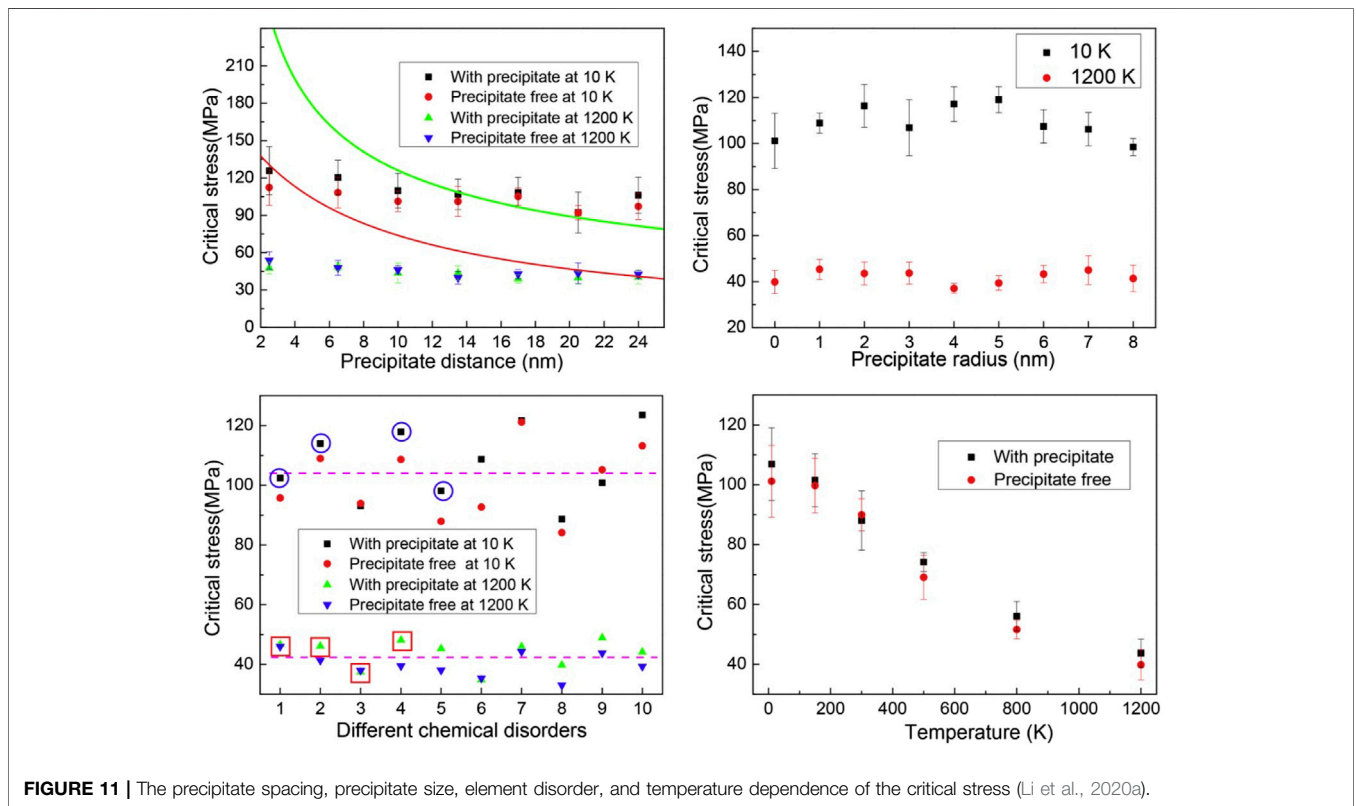 Critical stress(MPa)
210
180
150
120
90
60
30
0
With precipitate at 10 K
Precipitate free at 10 K
With precipitate at 1200 K
Precipitate free at 1200 K
2 4 6 8 10 12 14 16 18 20 22 24
Precipitate distance (nm)
Critical stress(MPa)
140
120
100
80
60
40
20
10 K
1200 K
0 1 2 3 4 5 6 7 8
Precipitate radius (nm)
Critical stress(MPa)
120
100
80
60
40
With precipitate at 10 K
Precipitate free at 10 K
With precipitate at 1200 K
Precipitate free at 1200 K
1 2 3 4 5 6 7 8 9 10
Different chemical disorders
Critical stress(MPa)
120
100
80
60
40
With precipitate
Precipitate free
0 200 400 600 800 1000 1200
Temperature (K)
FIGURE 11 | The precipitate spacing, precipitate size, element disorder, and temperature dependence of the critical stress (Li et al., 2020a).